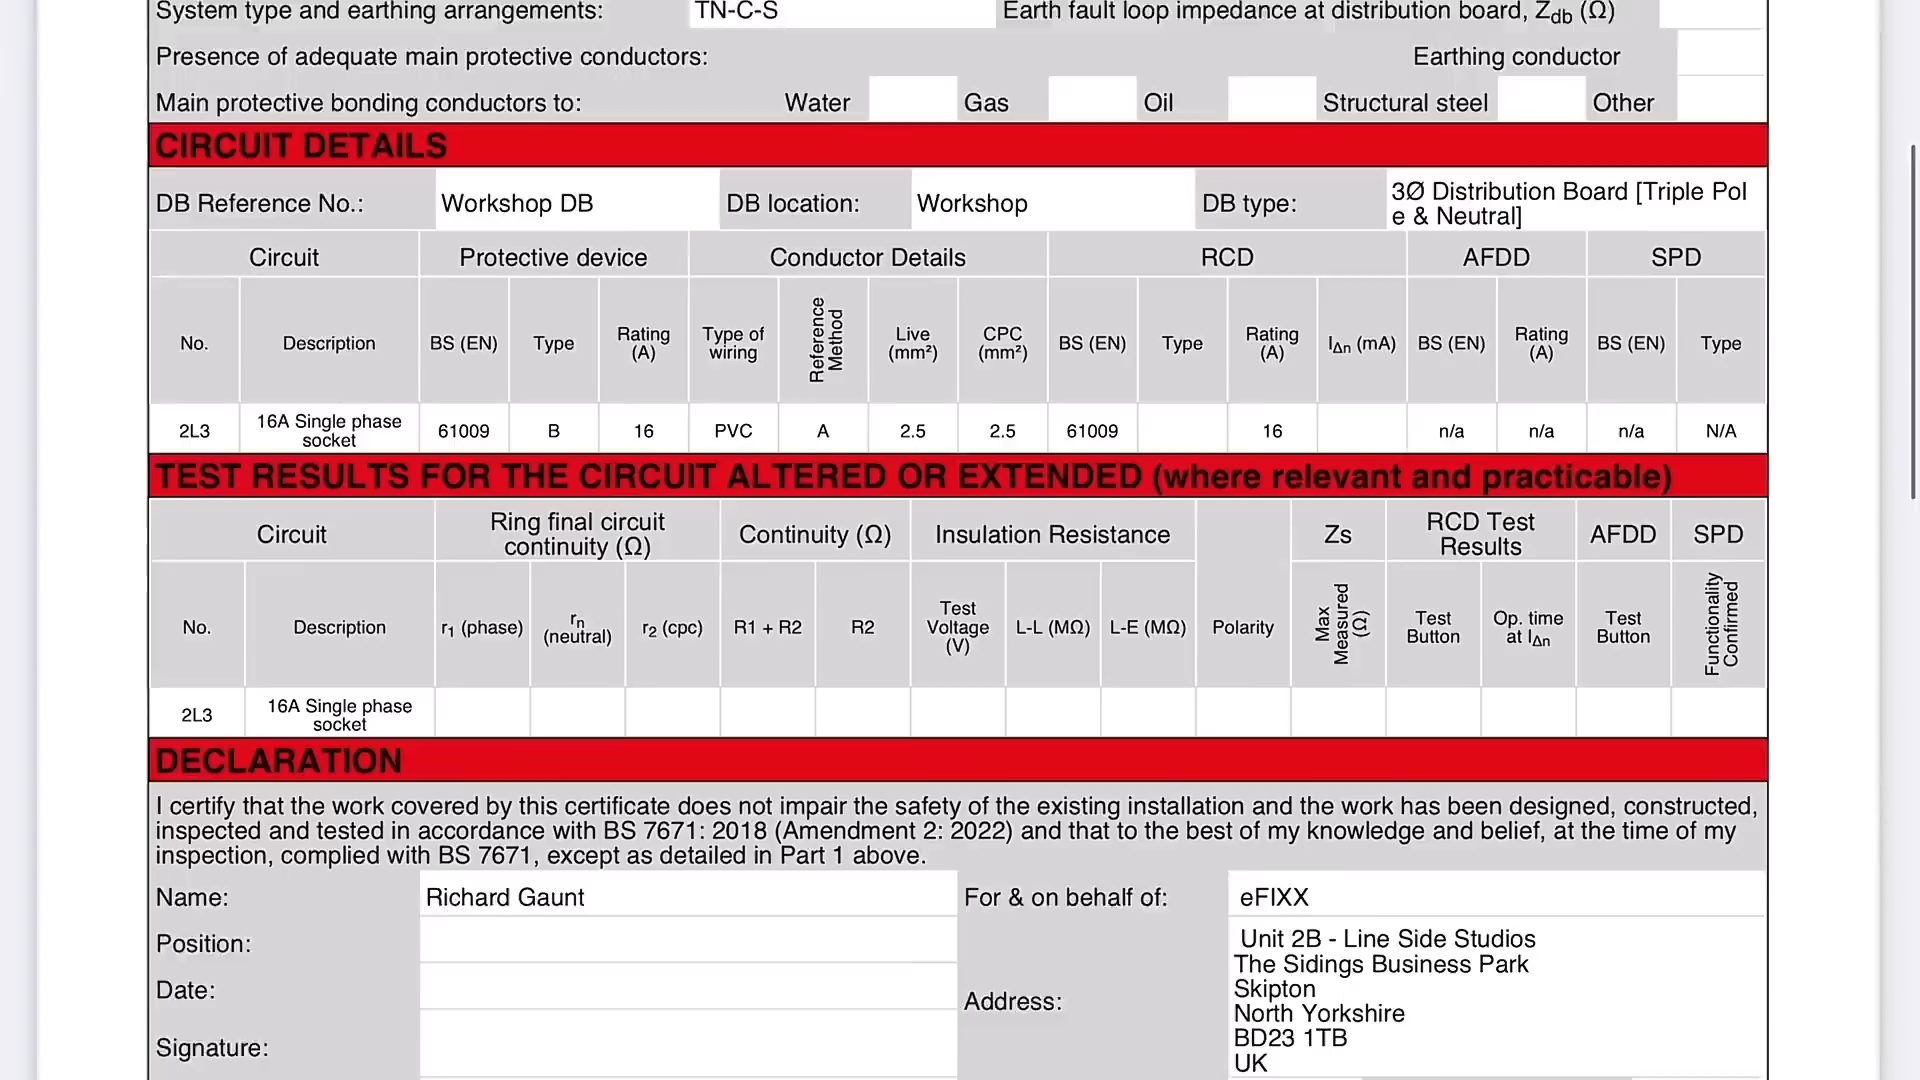 System type and earthing arrangements: TN-C-S Earth fault loop impedance at distribution board, Zdb (Ω)
Presence of adequate main protective conductors: Earthing conductor
Main protective bonding conductors to: Water Gas Oil Structural steel Other
CIRCUIT DETAILS
DB Reference No.: Workshop DB DB location: Workshop DB type: 3Ø Distribution Board [Triple Pol
e & Neutral]
Circuit Protective device Conductor Details RCD AFDD SPD
No. Description BS (EN) Type Rating (A) Type of wiring Reference Method Live (mm²) CPC (mm²) BS (EN) Type Rating (A) IΔn (mA) BS (EN) Rating (A) BS (EN) Type
2L3 16A Single phase socket 61009 B 16 PVC A 2.5 2.5 61009 16 n/a n/a n/a N/A
TEST RESULTS FOR THE CIRCUIT ALTERED OR EXTENDED (where relevant and practicable)
Circuit Ring final circuit continuity (Ω) Continuity (Ω) Insulation Resistance Zs RCD Test Results AFDD SPD
No. Description r1 (phase) rn (neutral) r2 (cpc) R1 + R2 R2 Test Voltage (V) L-L (MΩ) L-E (MΩ) Polarity Max Measured (Ω) Test Button Op. time at IΔn Test Button Functionality Confirmed
2L3 16A Single phase socket
DECLARATION
I certify that the work covered by this certificate does not impair the safety of the existing installation and the work has been designed, constructed,
inspected and tested in accordance with BS 7671: 2018 (Amendment 2: 2022) and that to the best of my knowledge and belief, at the time of my
inspection, complied with BS 7671, except as detailed in Part 1 above.
Name: Richard Gaunt For & on behalf of: eFIXX
Position:
Date:
Signature:
Address: Unit 2B - Line Side Studios
The Sidings Business Park
Skipton
North Yorkshire
BD23 1TB
UK